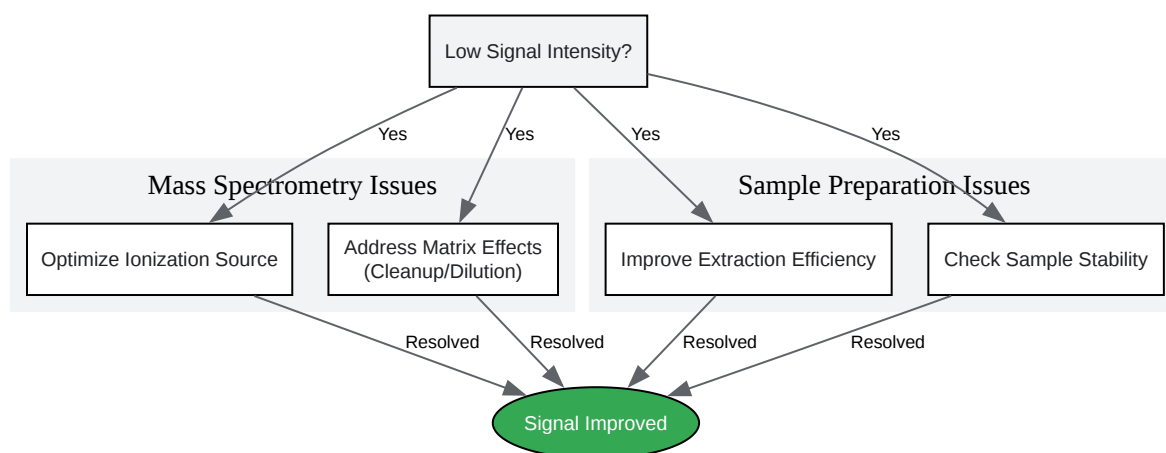 Low Signal Intensity?
Yes
Yes
Yes
Yes
Mass Spectrometry Issues
Sample Preparation Issues
Optimize Ionization Source
Address Matrix Effects
(Cleanup/Dilution)
Improve Extraction Efficiency
Check Sample Stability
Resolved
Resolved
Resolved
Resolved
Signal Improved